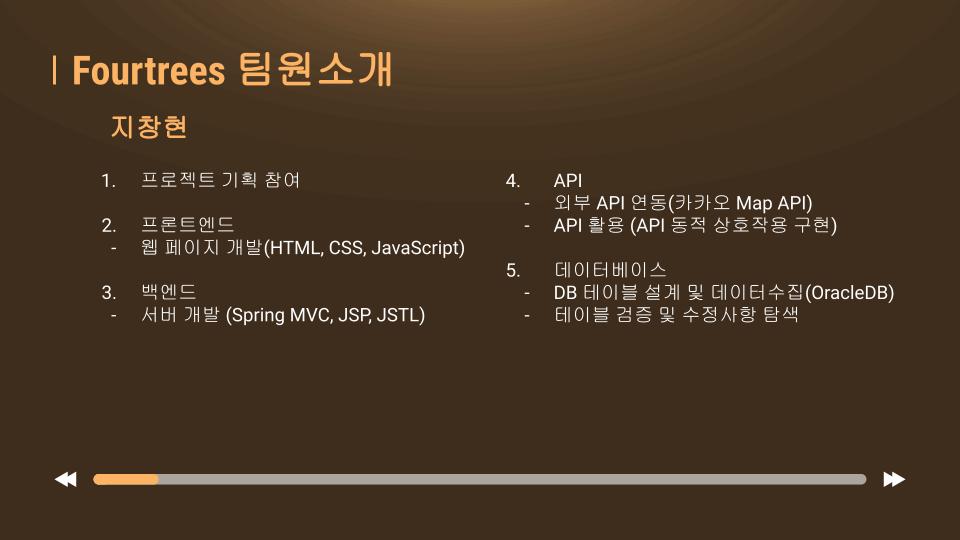 Fourtrees 팀원소개
지창현
1. 프로젝트 기획 참여
2. 프론트엔드
- 웹 페이지 개발(HTML, CSS, JavaScript)
3. 백엔드
- 서버 개발 (Spring MVC, JSP, JSTL)
4. API
- 외부 API 연동(카카오 Map API)
- API 활용 (API 동적 상호작용 구현)
5. 데이터베이스
- DB 테이블 설계 및 데이터수집(OracleDB)
- 테이블 검증 및 수정사항 탐색